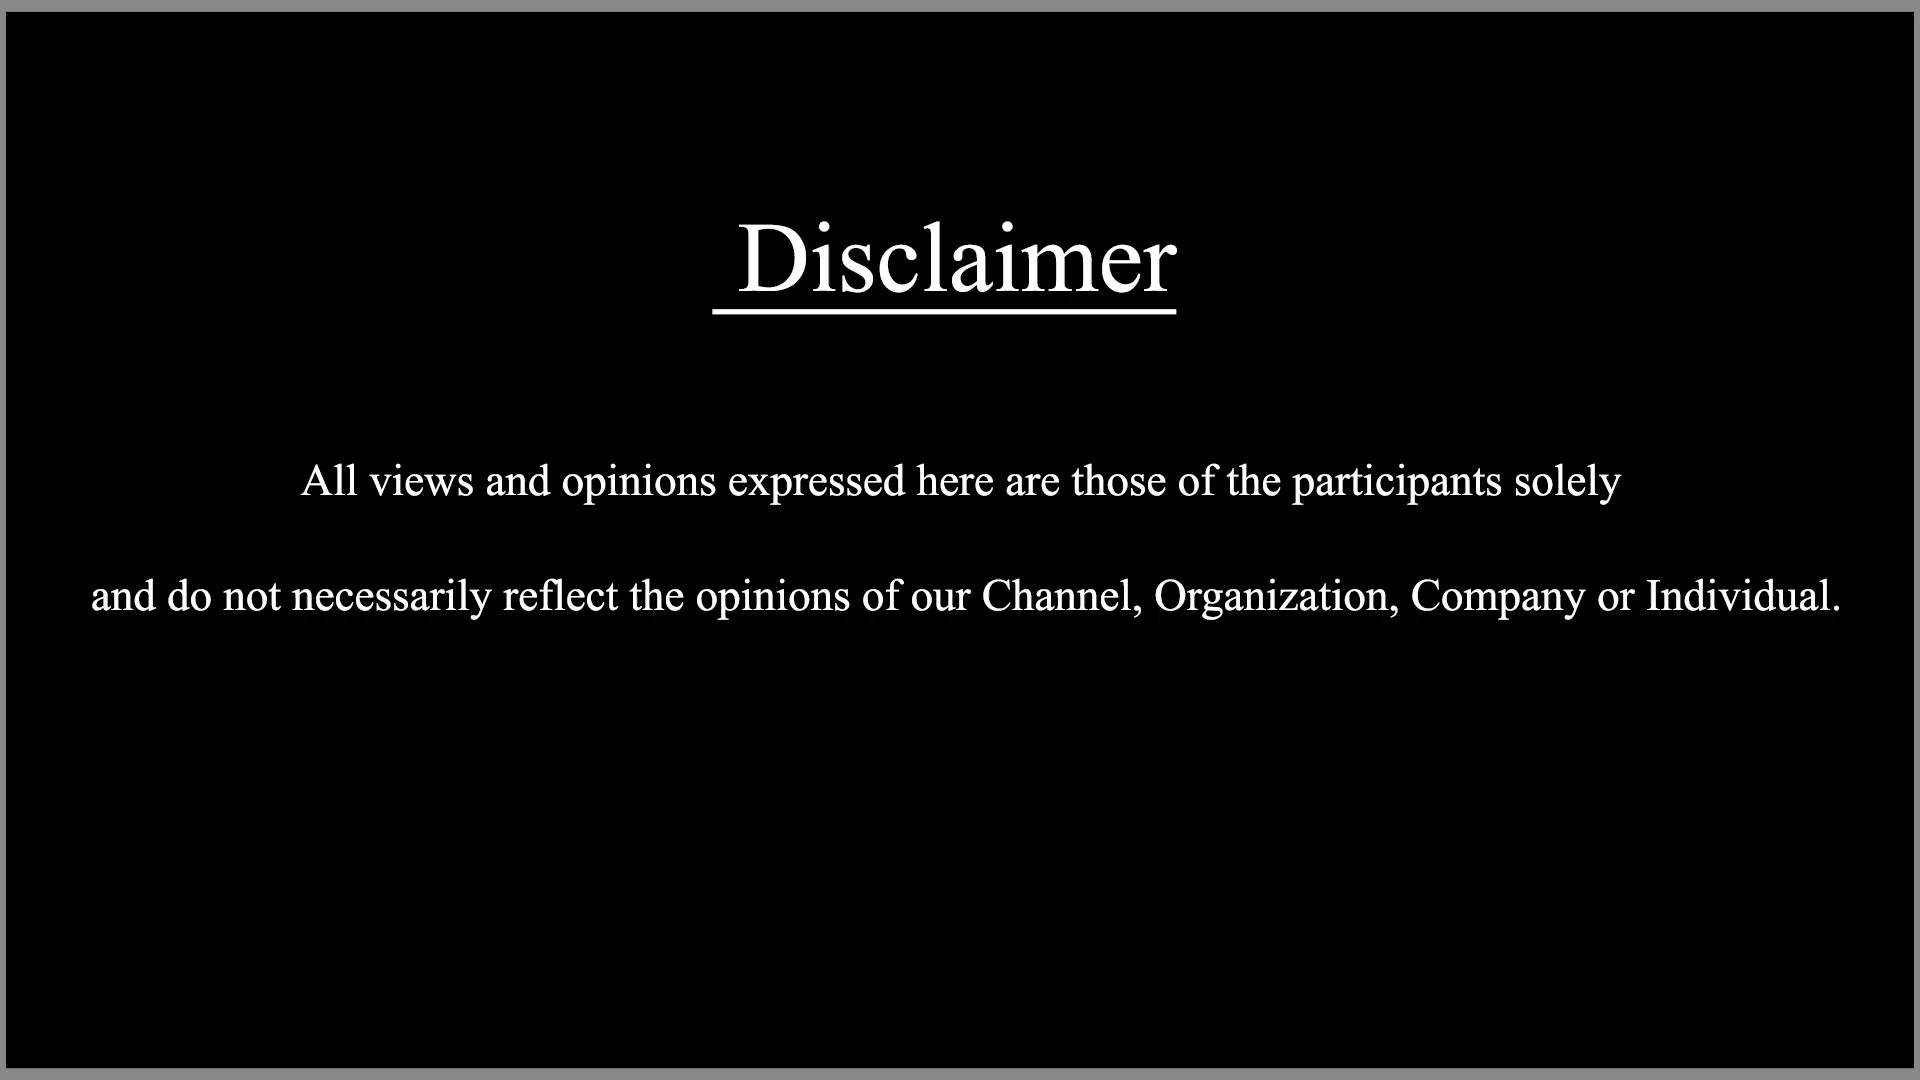 Disclaimer
All views and opinions expressed here are those of the participants solely
and do not necessarily reflect the opinions of our Channel, Organization, Company or Individual.